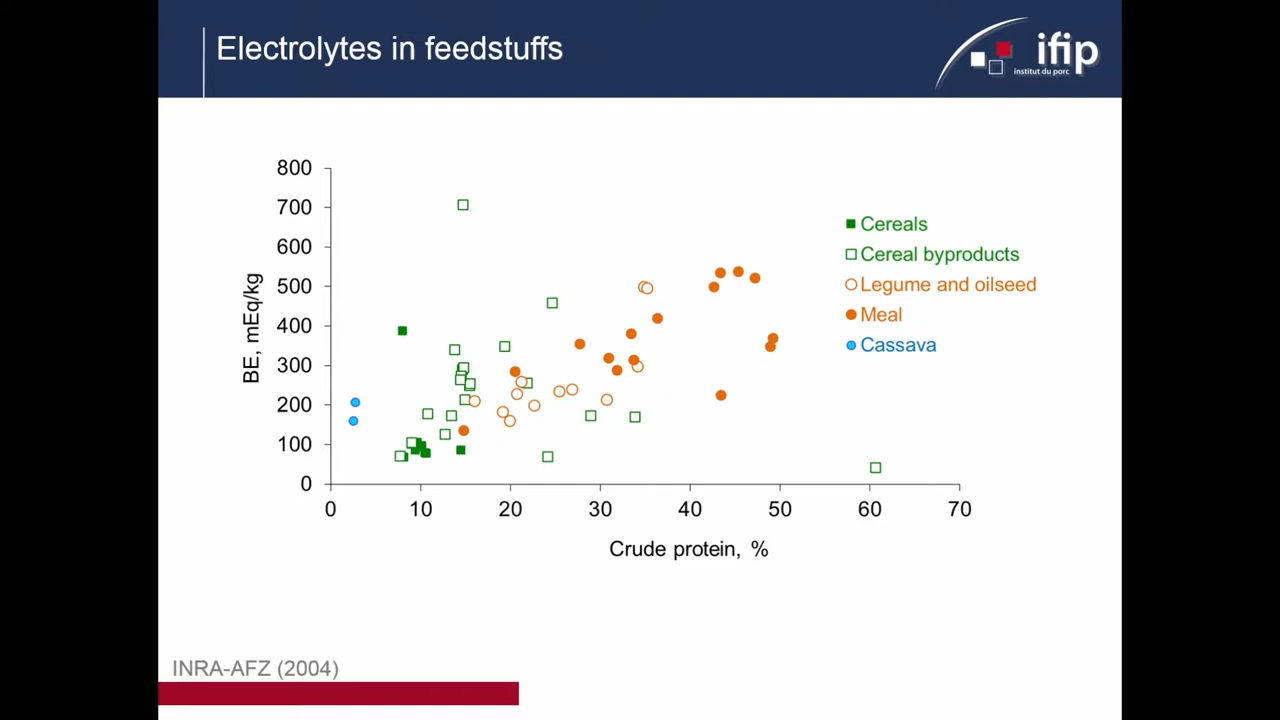 Electrolytes in feedstuffs
ifip
institut du porc
800
700
600
500
400
300
200
100
0
BE, mEq/kg
0 10 20 30 40 50 60 70
Crude protein, %
Cereals
Cereal byproducts
Legume and oilseed
Meal
Cassava
INRA-AFZ (2004)